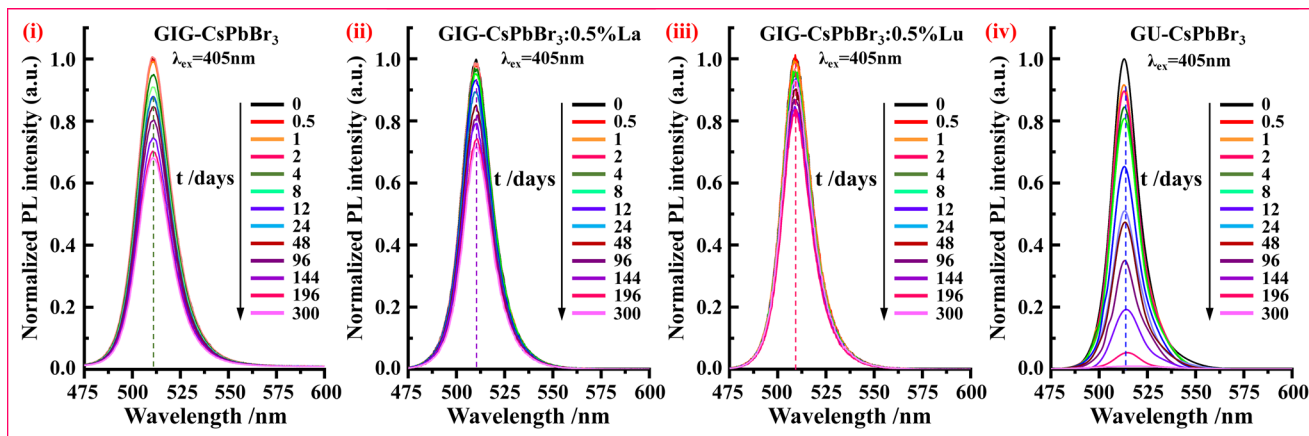 (i)
GIG-CsPbBr₃
λₑₓ=405nm
Normalized PL intensity (a.u.)
1.0
0.8
0.6
0.4
0.2
0.0
t /days
0
0.5
1
2
4
8
12
24
48
96
144
196
300
475 500 525 550 575 600
Wavelength /nm
(ii)
GIG-CsPbBr₃:0.5%La
λₑₓ=405nm
Normalized PL intensity (a.u.)
1.0
0.8
0.6
0.4
0.2
0.0
t /days
0
0.5
1
2
4
8
12
24
48
96
144
196
300
475 500 525 550 575 600
Wavelength /nm
(iii)
GIG-CsPbBr₃:0.5%Lu
λₑₓ=405nm
Normalized PL intensity (a.u.)
1.0
0.8
0.6
0.4
0.2
0.0
t /days
0
0.5
1
2
4
8
12
24
48
96
144
196
300
475 500 525 550 575 600
Wavelength /nm
(iv)
GU-CsPbBr₃
λₑₓ=405nm
Normalized PL intensity (a.u.)
1.0
0.8
0.6
0.4
0.2
0.0
t /days
0
0.5
1
2
4
8
12
24
48
96
144
196
300
475 500 525 550 575 600
Wavelength /nm